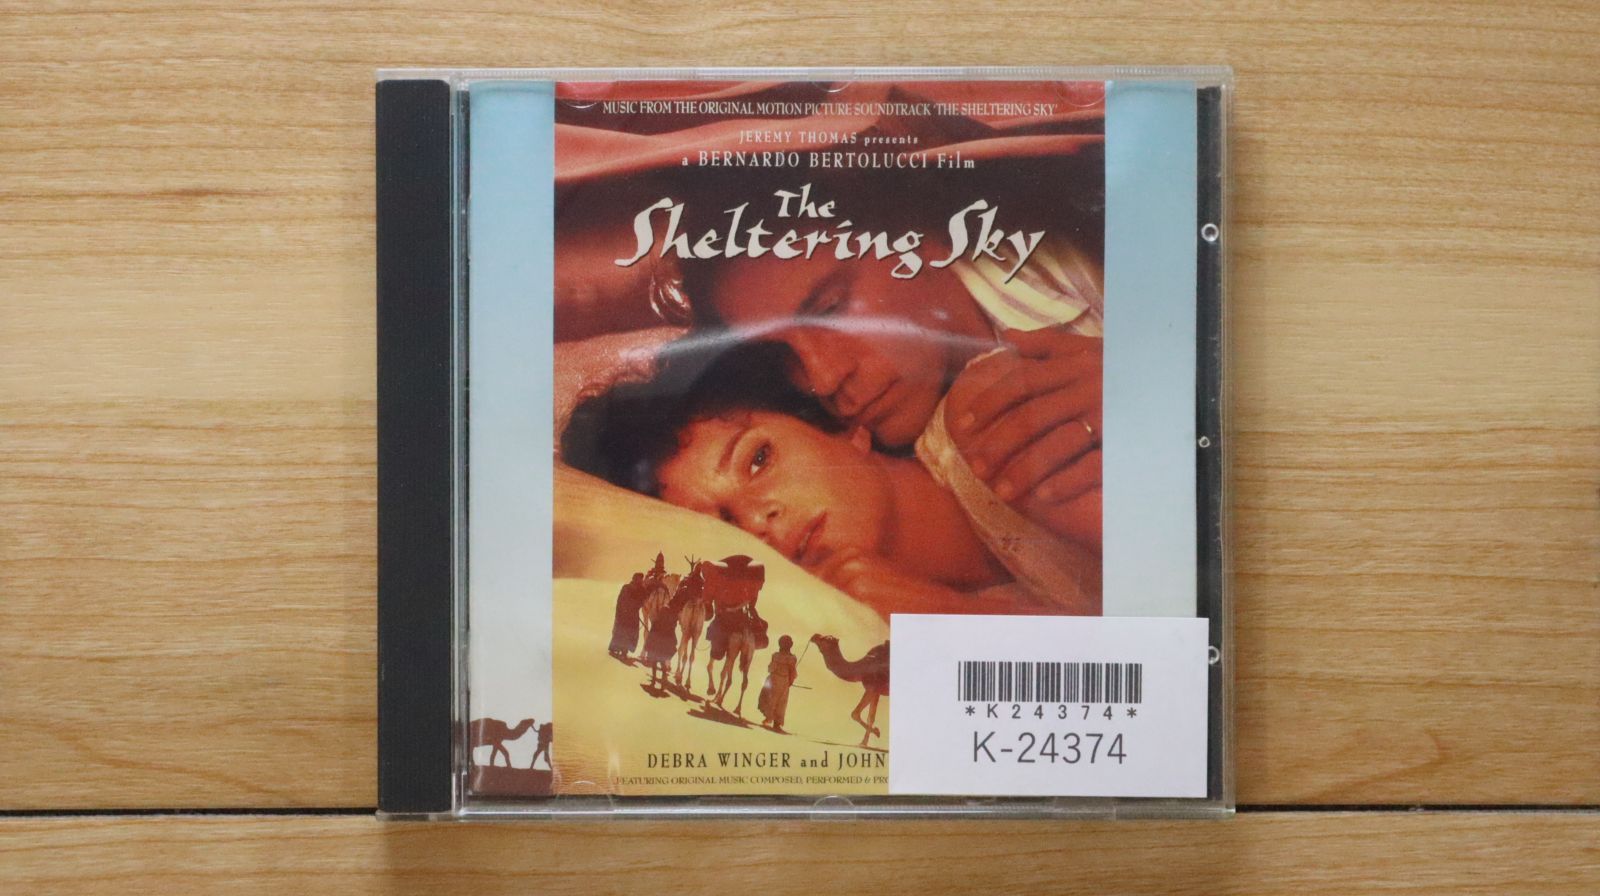 MUSIC FROM THE ORIGINAL MOTION PICTURE SOUNDTRACK 'THE SHELTERING SKY'
JEREMY THOMAS presents
a BERNARDO BERTOLUCCI Film
The
Sheltering Sky
*K24374*
K-24374
DEBRA WINGER and JOHN
FEATURING ORIGINAL MUSIC COMPOSED, PERFORMED &